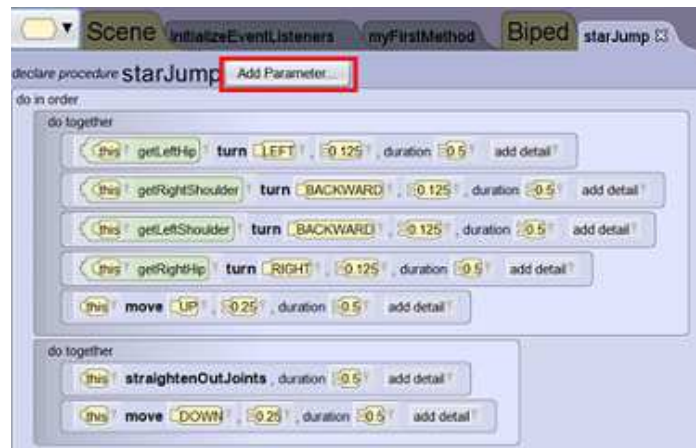 Scene initializeEventListeners myFirstMethod Biped starJump
declare procedure starJump Add Parameter...
do in order
do together
this getLeftHip turn LEFT , 0.125 , duration 0.5 add detail
this getRightShoulder turn BACKWARD , 0.125 , duration 0.5 add detail
this getLeftShoulder turn BACKWARD , 0.125 , duration 0.5 add detail
this getRightHip turn RIGHT , 0.125 , duration 0.5 add detail
this move UP , 0.25 , duration 0.5 add detail
do together
this straightenOutJoints , duration 0.5 add detail
this move DOWN , 0.25 , duration 0.5 add detail